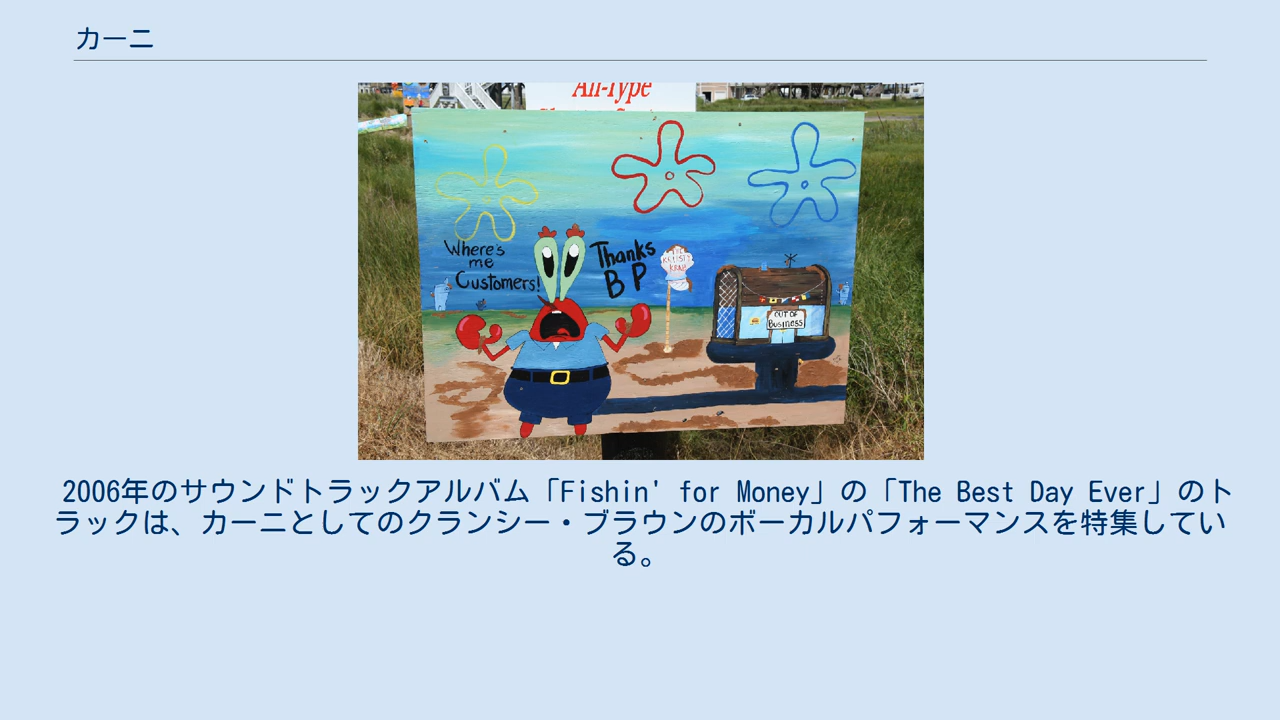 カーニ
All-Type
Where's
me
Customers!
Thanks
BP
OUT OF
Business
2006年のサウンドトラックアルバム「Fishin' for Money」の「The Best Day Ever」のト
ラックは、カーニとしてのクランシー・ブラウンのボーカルパフォーマンスを特集してい
る。